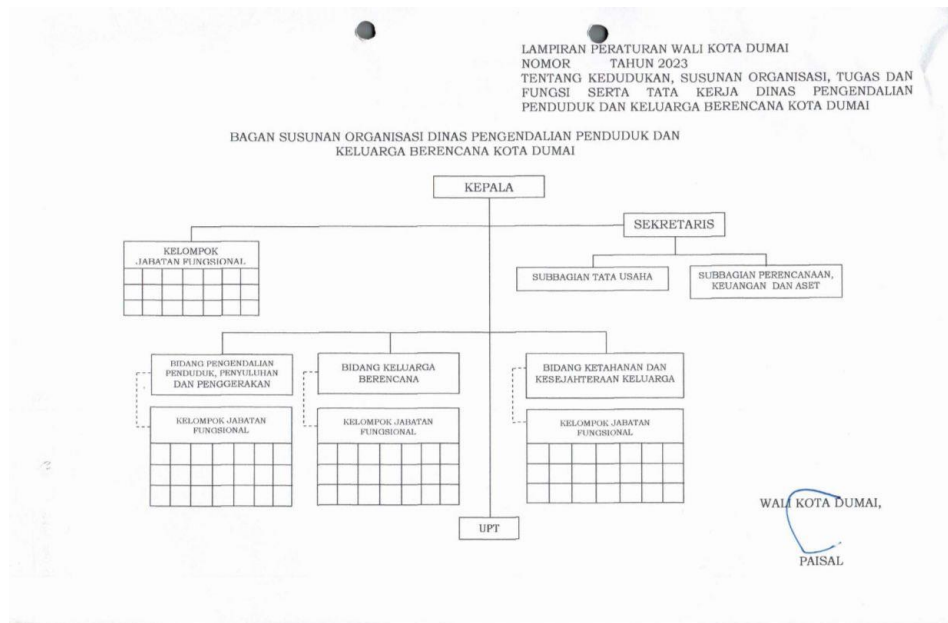 LAMPIRAN PERATURAN WALI KOTA DUMAI
NOMOR TAHUN 2023
TENTANG KEDUDUKAN, SUSUNAN ORGANISASI, TUGAS DAN
FUNGSI SERTA TATA KERJA DINAS PENGENDALIAN
PENDUDUK DAN KELUARGA BERENCANA KOTA DUMAI
BAGAN SUSUNAN ORGANISASI DINAS PENGENDALIAN PENDUDUK DAN
KELUARGA BERENCANA KOTA DUMAI
KEPALA
SEKRETARIS
KELOMPOK
JABATAN FUNGSIONAL
SUBBAGIAN TATA USAHA
SUBBAGIAN PERENCANAAN,
KEUANGAN DAN ASET
BIDANG PENGENDALIAN
PENDUDUK, PENYULUHAN
DAN PENGGERAKAN
BIDANG KELUARGA
BERENCANA
BIDANG KETAHANAN DAN
KESEJAHTERAAN KELUARGA
KELOMPOK JABATAN
FUNGSIONAL
KELOMPOK JABATAN
FUNGSIONAL
KELOMPOK JABATAN
FUNGSIONAL
UPT
WALI KOTA DUMAI,
PAISAL